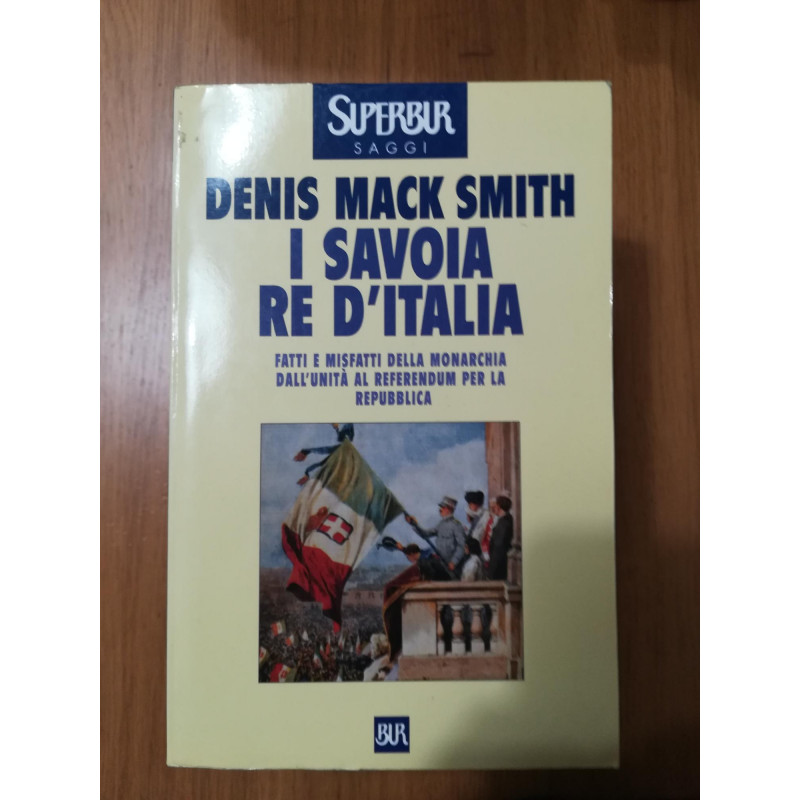 SUPERBUR
SAGGI
DENIS MACK SMITH
I SAVOIA
RE D'ITALIA
FATTI E MISFATTI DELLA MONARCHIA
DALL'UNITÀ AL REFERENDUM PER LA
REPUBBLICA
BUR